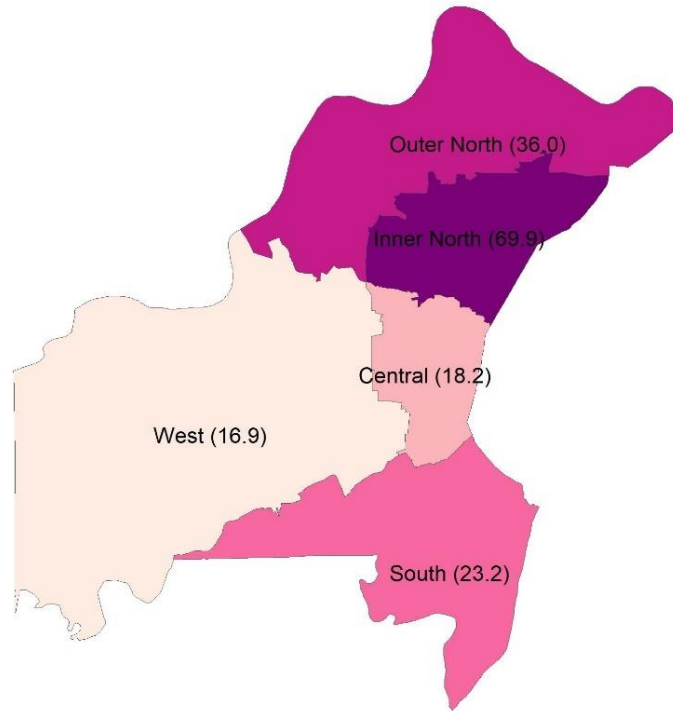 Outer North (36.0)
Inner North (69.9)
Central (18.2)
West (16.9)
South (23.2)